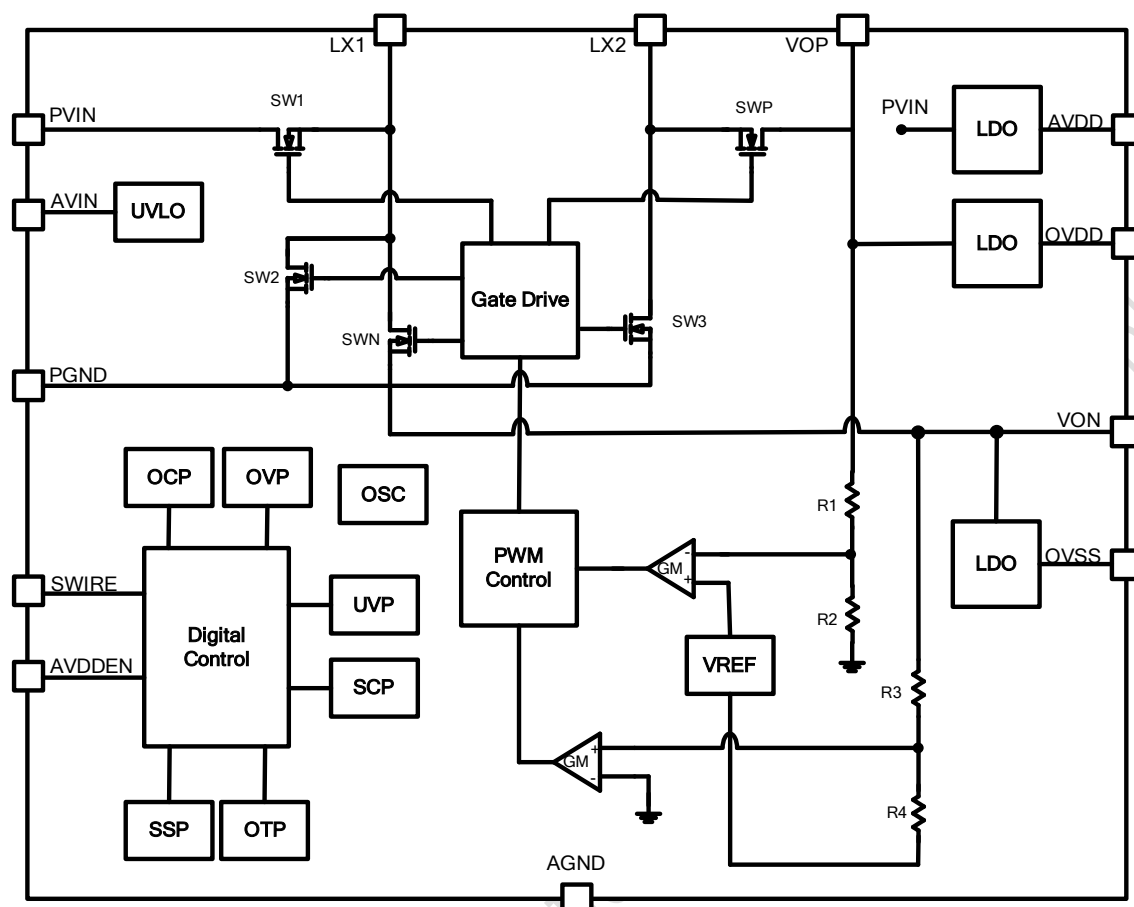 LX1
LX2
VOP
PVIN
SW1
SWP
PVIN
LDO
AVDD
AVIN
UVLO
LDO
OVDD
SW2
Gate Drive
SWN
SW3
PGND
VON
OCP
OVP
OSC
R1
PWM
Control
-
GM
+
LDO
OVSS
SWIRE
UVP
R2
Digital
Control
VREF
AVDDEN
SCP
R3
+
GM
-
R4
SSP
OTP
AGND